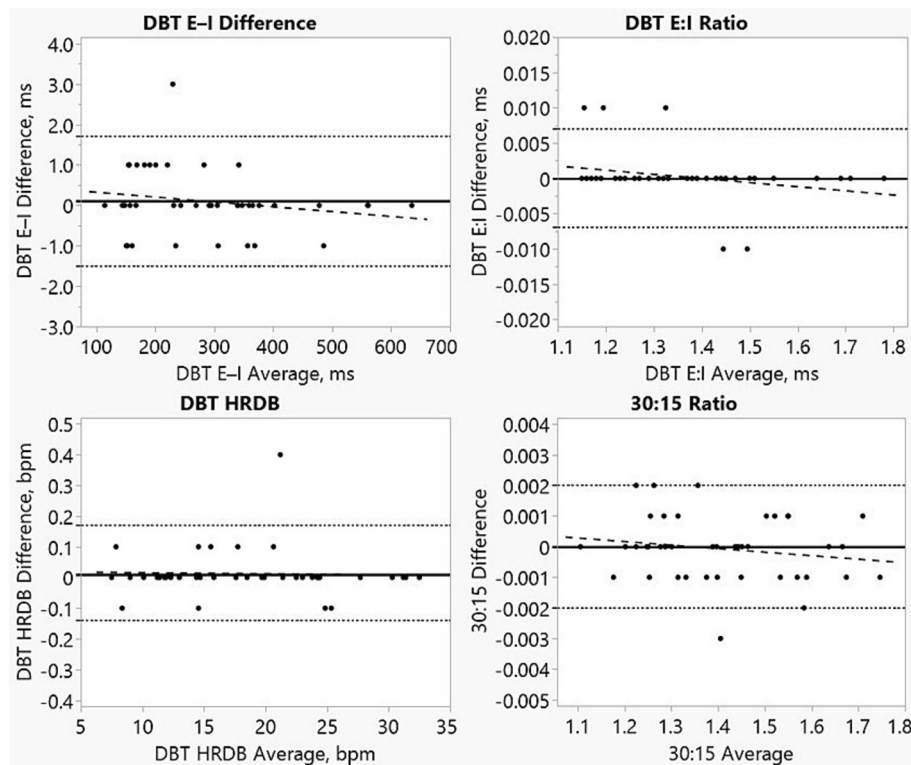 DBT E–I Difference
DBT E–I Difference, ms
4.0
3.0
2.0
1.0
0.0
-1.0
-2.0
-3.0
100 200 300 400 500 600 700
DBT E–I Average, ms
DBT E:I Ratio
DBT E:I Difference, ms
0.020
0.015
0.010
0.005
0.000
-0.005
-0.010
-0.015
-0.020
1.1 1.2 1.3 1.4 1.5 1.6 1.7 1.8
DBT E:I Average, ms
DBT HRDB
DBT HRDB Difference, bpm
0.5
0.4
0.3
0.2
0.1
0
-0.1
-0.2
-0.3
-0.4
5 10 15 20 25 30 35
DBT HRDB Average, bpm
30:15 Ratio
30:15 Difference
0.004
0.003
0.002
0.001
0.000
-0.001
-0.002
-0.003
-0.004
-0.005
1.1 1.2 1.3 1.4 1.5 1.6 1.7 1.8
30:15 Average